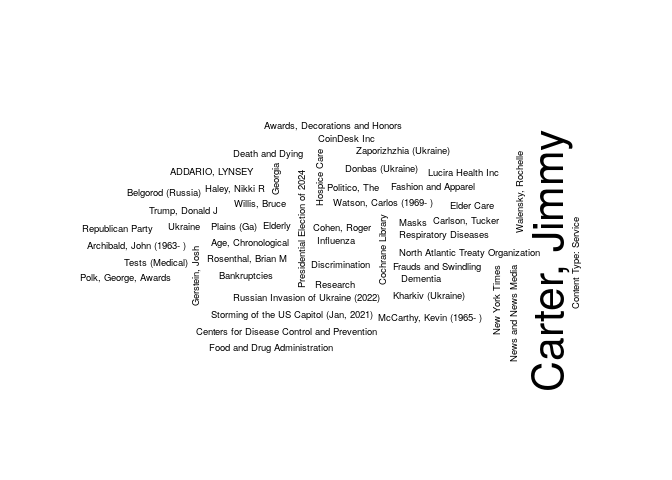 Awards, Decorations and Honors
CoinDesk Inc
Death and Dying
Zaporizhzhia (Ukraine)
ADDARIO, LYNSEY
Georgia
Hospice Care
Donbas (Ukraine)
Lucira Health Inc
Walensky, Rochelle
Carter, Jimmy
Belgorod (Russia)
Haley, Nikki R
Presidential Election of 2024
Politico, The
Fashion and Apparel
Willis, Bruce
Watson, Carlos (1969- )
Elder Care
Trump, Donald J
Republican Party
Ukraine
Plains (Ga)
Elderly
Cohen, Roger
Cochrane Library
Masks
Carlson, Tucker
Content Type: Service
Respiratory Diseases
Archibald, John (1963- )
Gerstein, Josh
Age, Chronological
Influenza
North Atlantic Treaty Organization
Tests (Medical)
Rosenthal, Brian M
Discrimination
Frauds and Swindling
New York Times
News and News Media
Polk, George, Awards
Bankruptcies
Research
Dementia
Russian Invasion of Ukraine (2022)
Kharkiv (Ukraine)
Storming of the US Capitol (Jan, 2021)
McCarthy, Kevin (1965- )
Centers for Disease Control and Prevention
Food and Drug Administration